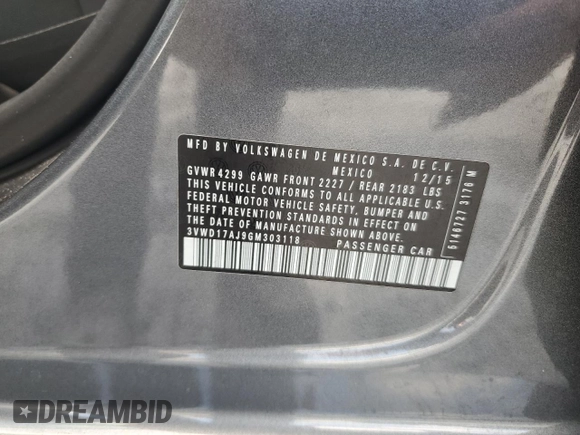 MFD BY VOLKSWAGEN DE MEXICO S.A. DE C.V.
MEXICO 12/15
GVWR 4299 GAWR FRONT 2227 / REAR 2183 LBS
THIS VEHICLE CONFORMS TO ALL APPLICABLE U.S.
FEDERAL MOTOR VEHICLE SAFETY, BUMPER AND
THEFT PREVENTION STANDARDS IN EFFECT ON
THE DATE OF MANUFACTURE SHOWN ABOVE.
3VWD17AJ9GM303118 PASSENGER CAR
5140727 3176 M
DREAMBID